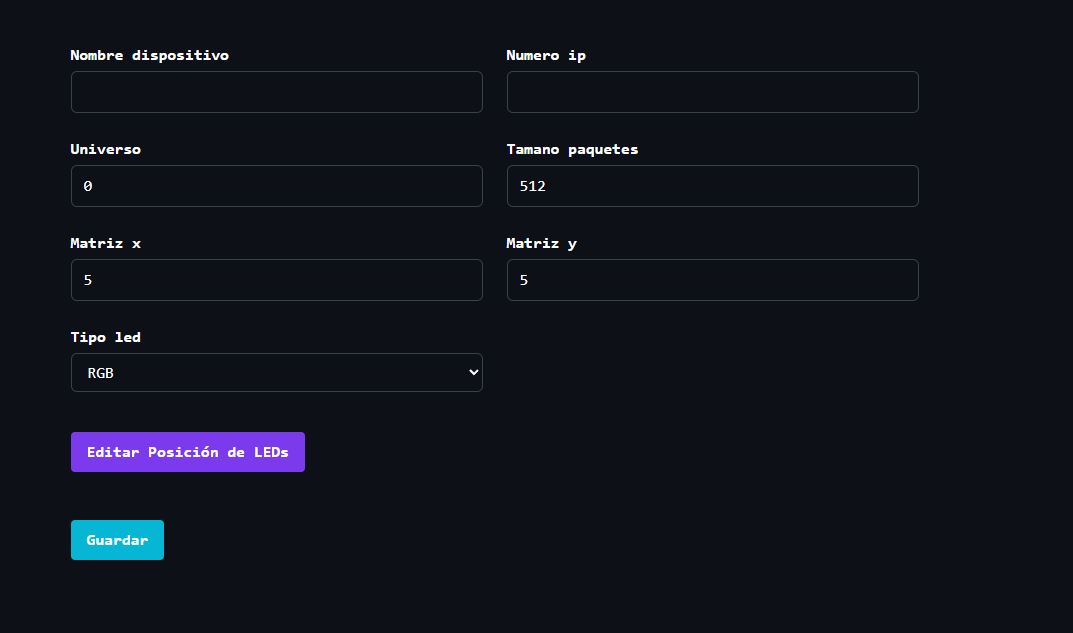 Nombre dispositivo
Numero ip
Universo
Tamano paquetes
0
512
Matriz x
Matriz y
5
5
Tipo led
RGB
Editar Posición de LEDs
Guardar